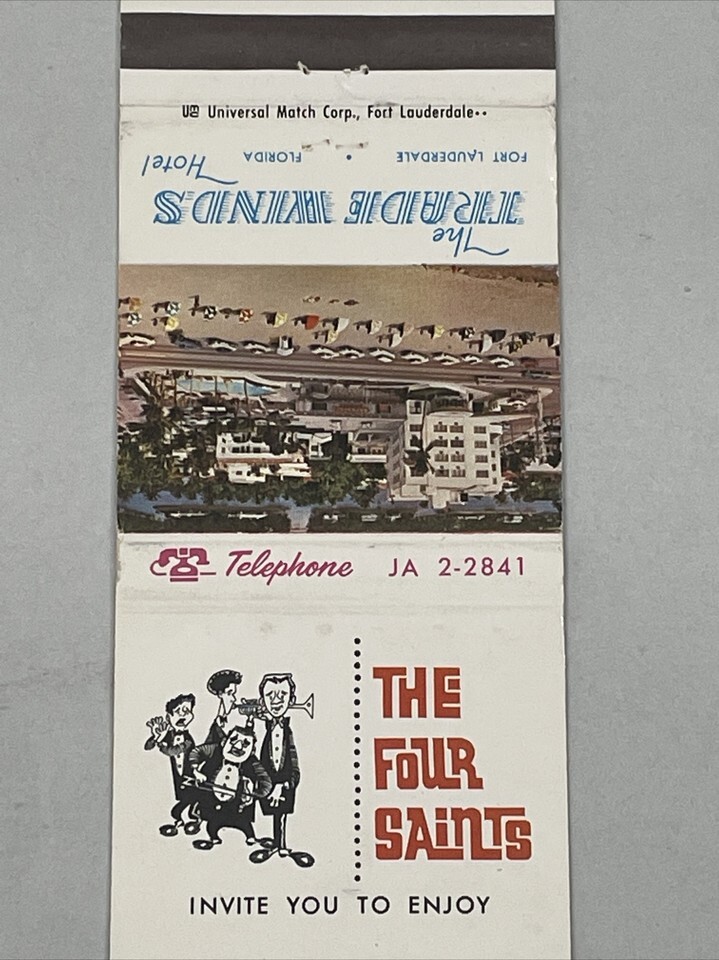 Universal Match Corp., Fort Lauderdale
The
TRADE WINDS
Hotel
FORT LAUDERDALE • FLORIDA
Telephone JA 2-2841
THE
FOUR
SAINTS
INVITE YOU TO ENJOY